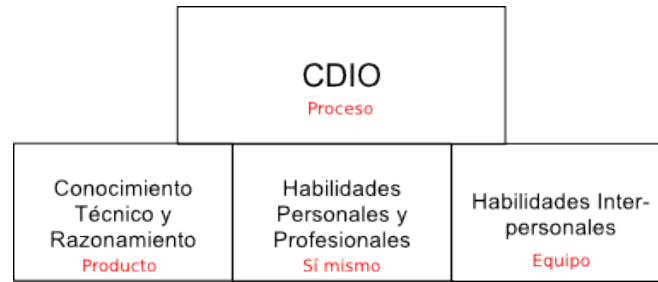 CDIO
Proceso
Conocimiento
Técnico y
Razonamiento
Producto
Habilidades
Personales y
Profesionales
Sí mismo
Habilidades Inter-
personales
Equipo